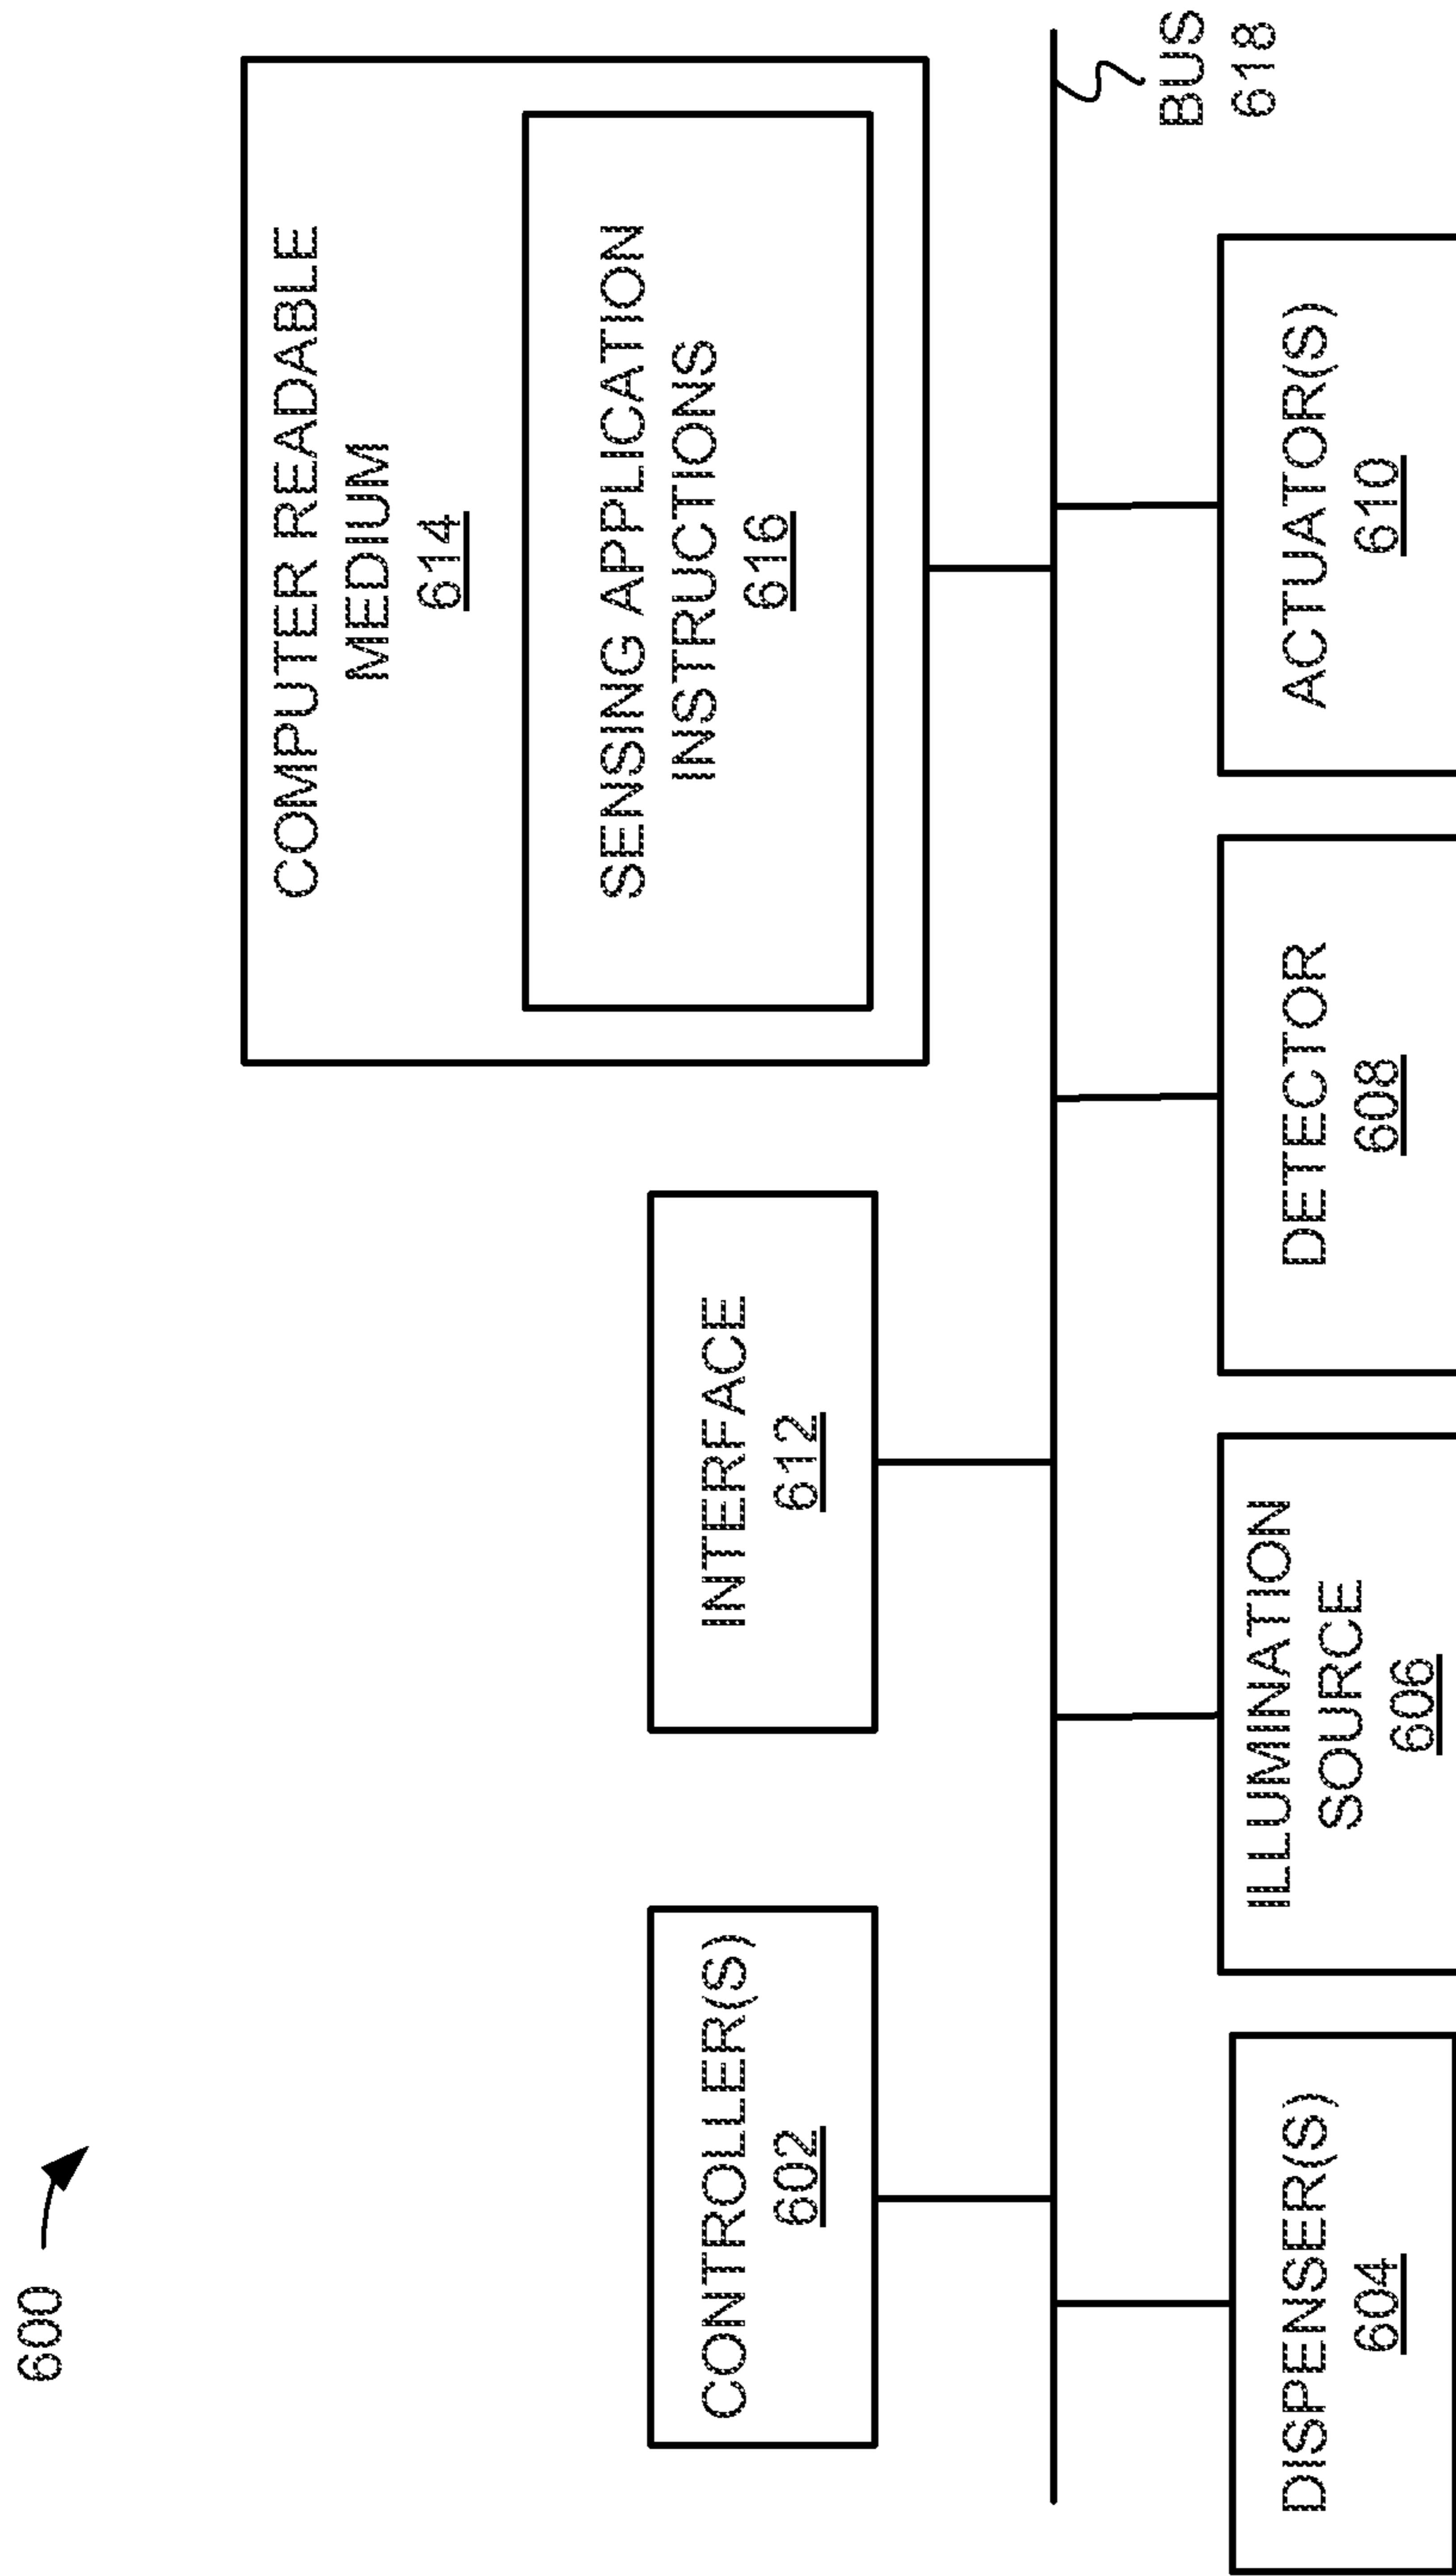 600
COMPUTER READABLE
MEDIUM
614
SENSING APPLICATION
INSTRUCTIONS
616
CONTROLLER(S)
602
INTERFACE
612
BUS
618
DISPENSER(S)
604
ILLUMINATION
SOURCE
606
DETECTOR
608
ACTUATOR(S)
610